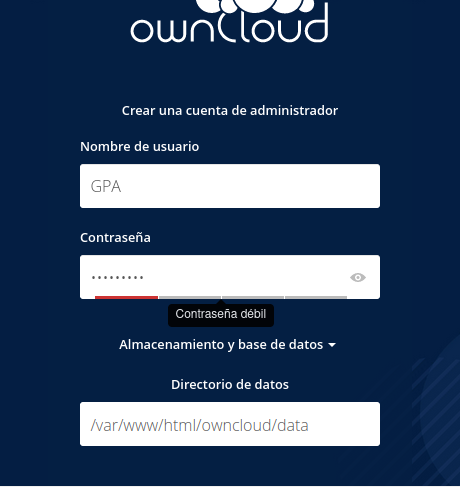 ownCloud
Crear una cuenta de administrador
Nombre de usuario
GPA
Contraseña
•••••••••
Contraseña débil
Almacenamiento y base de datos
Directorio de datos
/var/www/html/owncloud/data